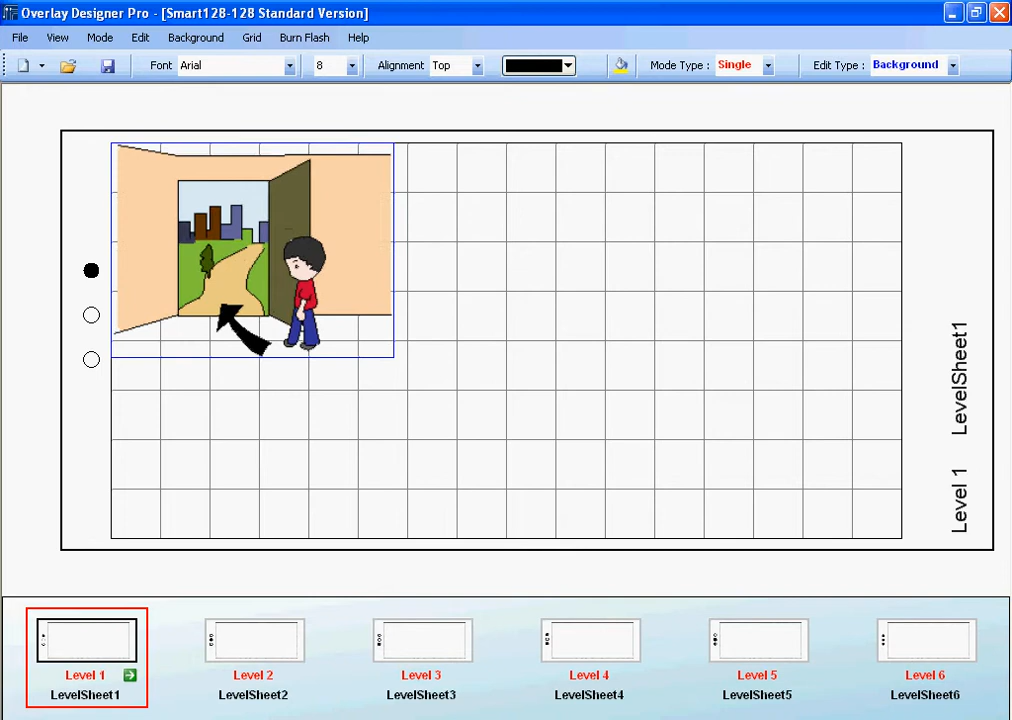 Overlay Designer Pro - [Smart128-128 Standard Version]
File View Mode Edit Background Grid Burn Flash Help
Font Arial 8 Alignment Top Mode Type : Single Edit Type : Background
LevelSheet1
Level 1
Level 1 Level 2 Level 3 Level 4 Level 5 Level 6
LevelSheet1 LevelSheet2 LevelSheet3 LevelSheet4 LevelSheet5 LevelSheet6